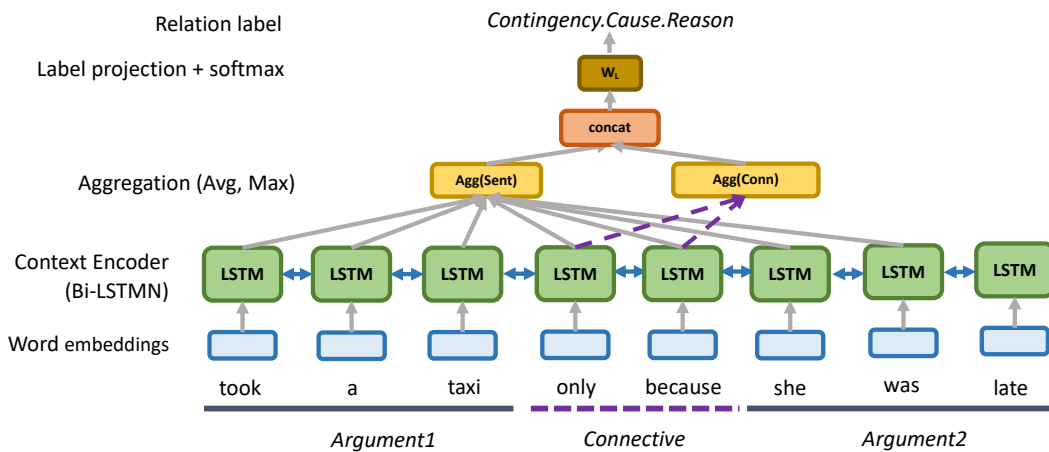 Relation label
Contingency.Cause.Reason
Label projection + softmax
W_L
concat
Aggregation (Avg, Max)
Agg(Sent)
Agg(Conn)
Context Encoder
(Bi-LSTMN)
LSTM LSTM LSTM LSTM LSTM LSTM LSTM LSTM
Word embeddings
took a taxi only because she was late
Argument1 Connective Argument2